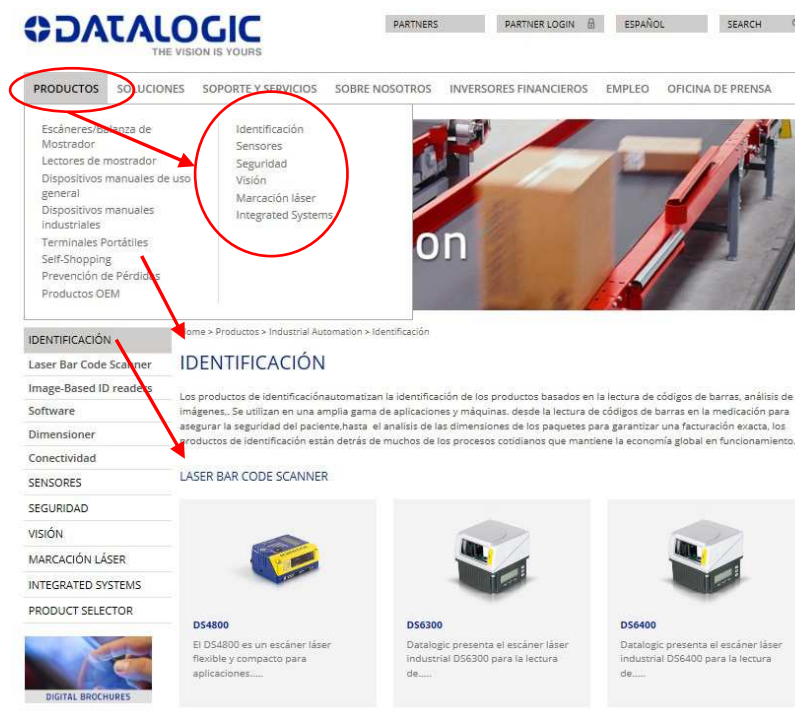 DATALOGIC
THE VISION IS YOURS
PARTNERS
PARTNER LOGIN
ESPAÑOL
SEARCH
PRODUCTOS
SOLUCIONES
SOPORTE Y SERVICIOS
SOBRE NOSOTROS
INVERSORES FINANCIEROS
EMPLEO
OFICINA DE PRENSA
Escáneres/Balanza de
Mostrador
Lectores de mostrador
Dispositivos manuales de uso
general
Dispositivos manuales
industriales
Terminales Portátiles
Self-Shopping
Prevención de Pérdidas
Productos OEM
Identificación
Sensores
Seguridad
Visión
Marcación láser
Integrated Systems
on
IDENTIFICACIÓN
Laser Bar Code Scanner
Image-Based ID readers
Software
Dimensioner
Conectividad
SENSORES
SEGURIDAD
VISIÓN
MARCACIÓN LÁSER
INTEGRATED SYSTEMS
PRODUCT SELECTOR
DIGITAL BROCHURES
Home > Productos > Industrial Automation > Identificación
IDENTIFICACIÓN
Los productos de identificaciónautomatizan la identificación de los productos basados en la lectura de códigos de barras, análisis de
imágenes,. Se utilizan en una amplia gama de aplicaciones y máquinas. desde la lectura de códigos de barras en la medicación para
asegurar la seguridad del paciente,hasta el analisis de las dimensiones de los paquetes para garantizar una facturación exacta, los
productos de identificación están detrás de muchos de los procesos cotidianos que mantiene la economía global en funcionamiento.
LASER BAR CODE SCANNER
DS4800
El DS4800 es un escáner láser
flexible y compacto para
aplicaciones.....
DS6300
Datalogic presenta el escáner láser
industrial DS6300 para la lectura
de.....
DS6400
Datalogic presenta el escáner láser
industrial DS6400 para la lectura
de.....